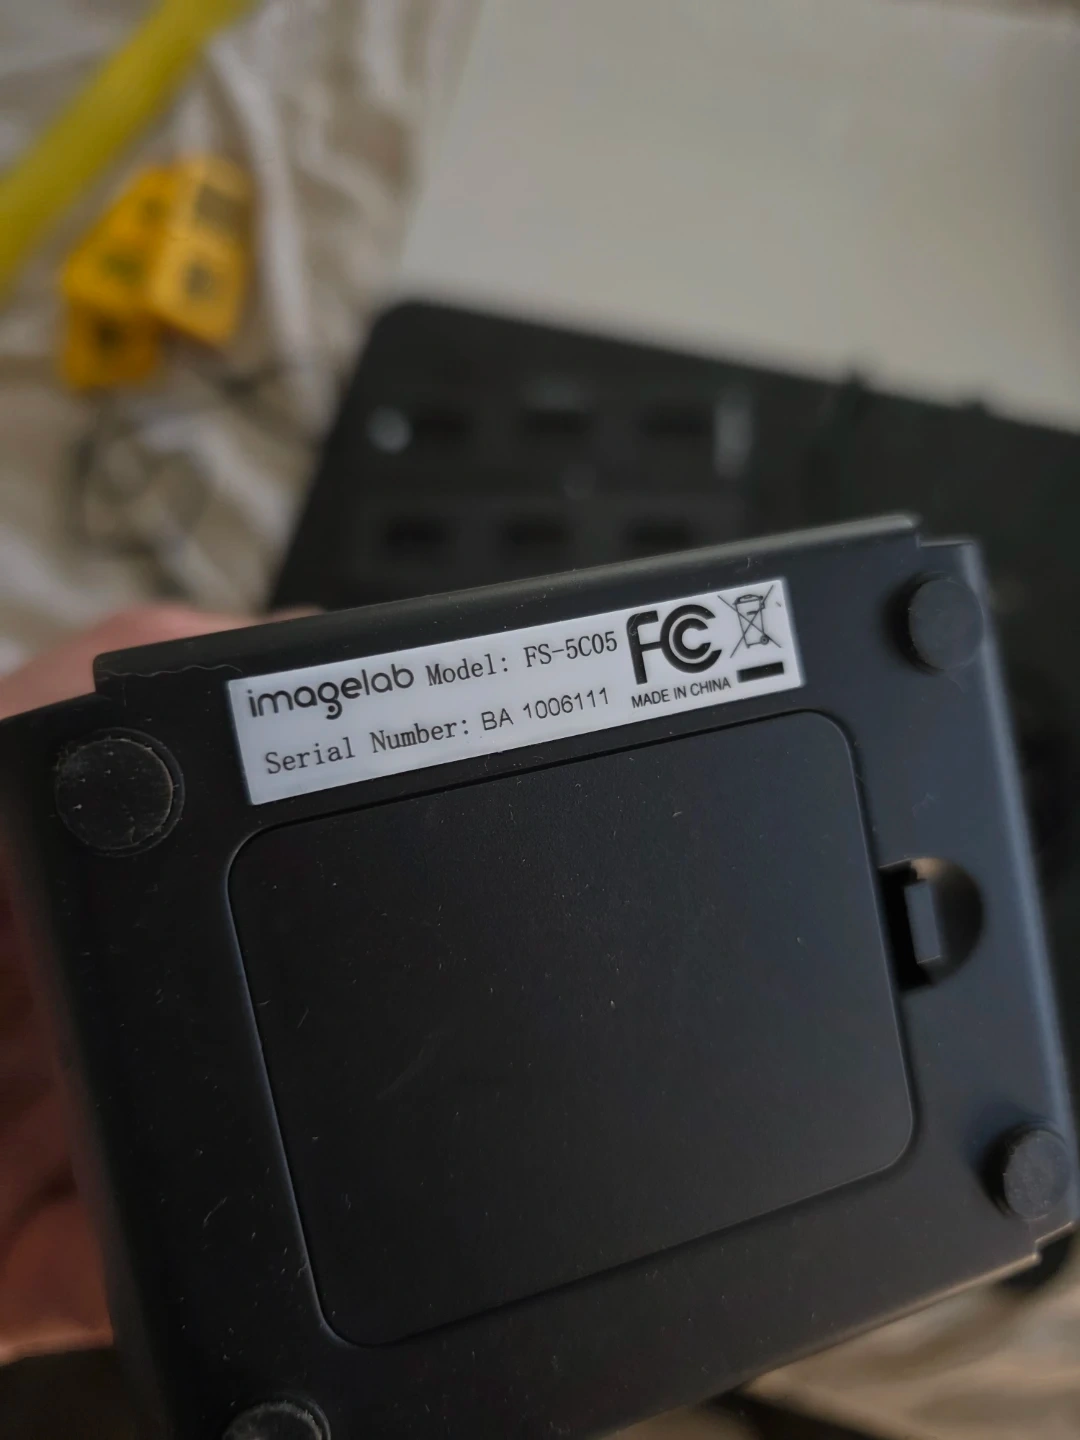 imagelab Model: FS-5C05 FC
Serial Number: BA 1006111 MADE IN CHINA